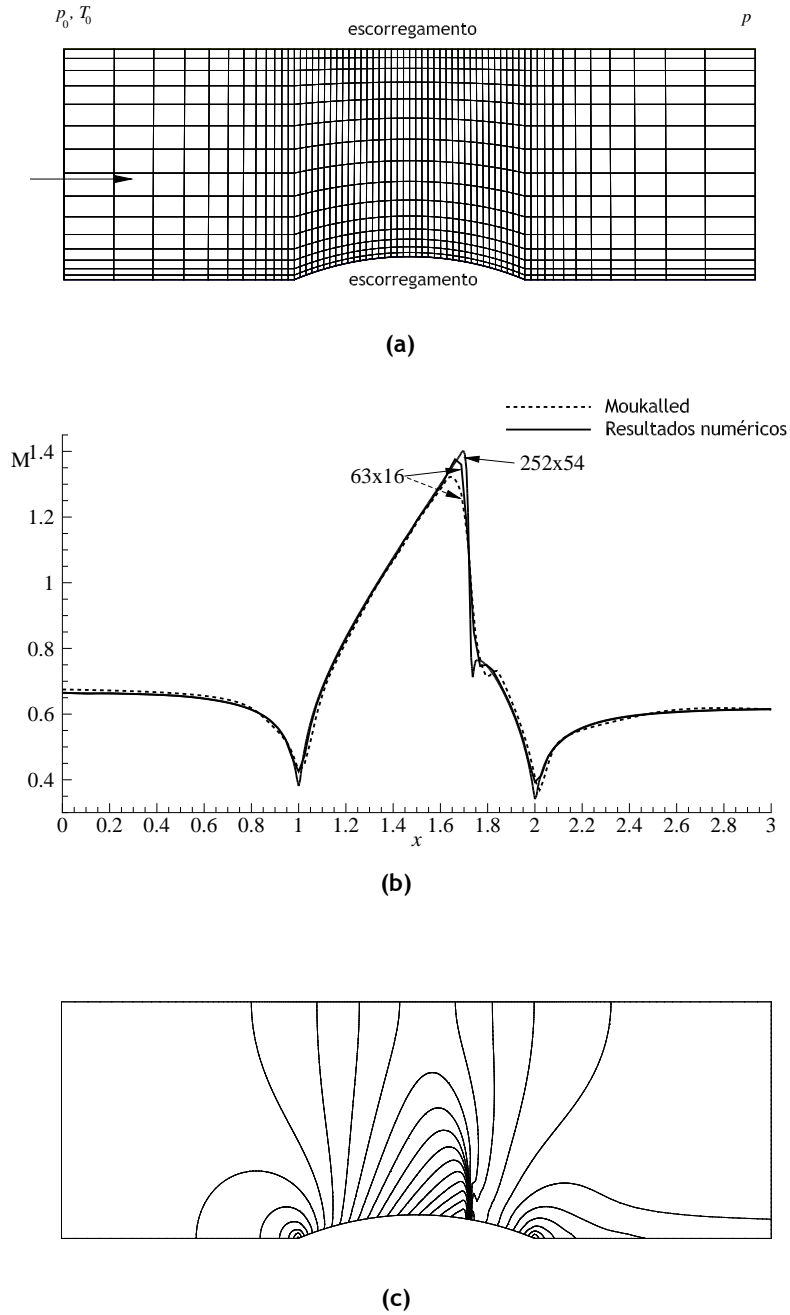 p0, T0
p
escorregamento
escorregamento
(a)
Moukalled
Resultados numéricos
M
1.4
252x54
63x16
1.2
1
0.8
0.6
0.4
0 0.2 0.4 0.6 0.8 1 1.2 1.4 1.6 1.8 2 2.2 2.4 2.6 2.8 3
x
(b)
(c)